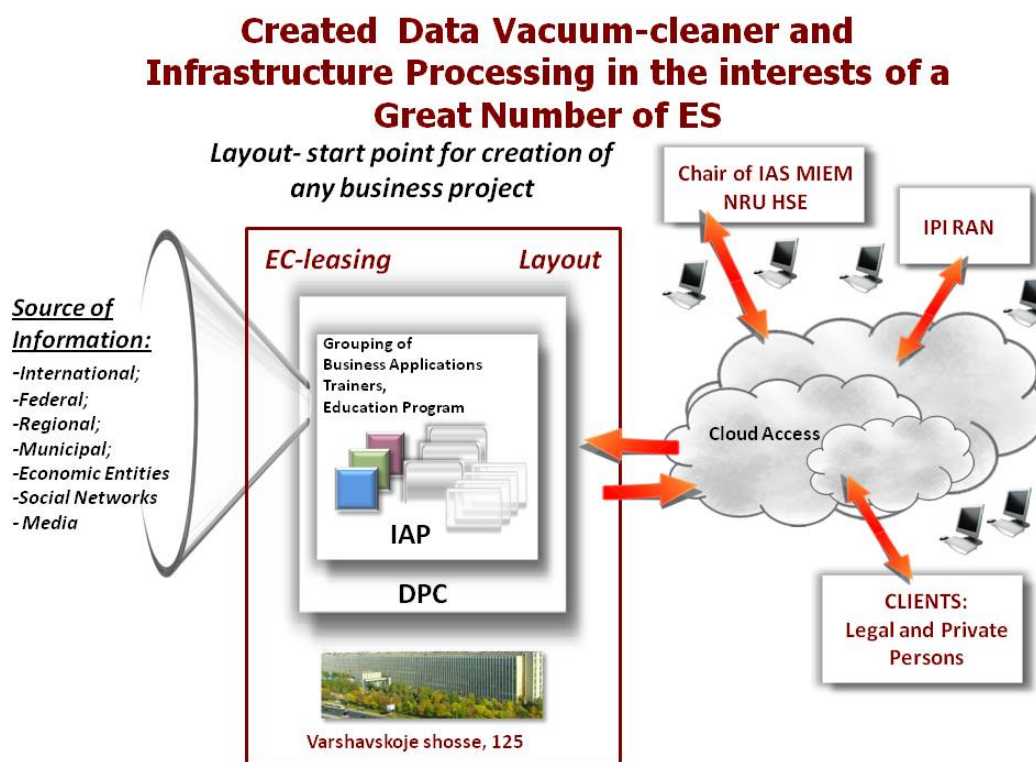 Created Data Vacuum-cleaner and
Infrastructure Processing in the interests of a
Great Number of ES
Layout- start point for creation of
any business project
Source of
Information:
-International;
-Federal;
-Regional;
-Municipal;
-Economic Entities
-Social Networks
- Media
EC-leasing
Layout
Grouping of
Business Applications
Trainers,
Education Program
IAP
DPC
Varshavskoje shosse, 125
Chair of IAS MIEM
NRU HSE
IPI RAN
Cloud Access
CLIENTS:
Legal and Private
Persons